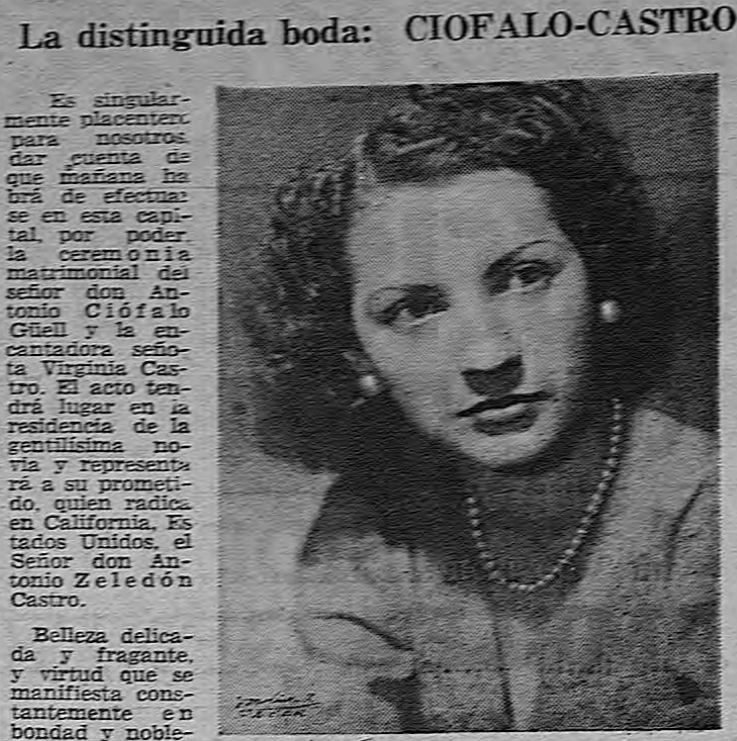 La distinguida boda: CIOFALO-CASTRO
Es singular-
mente placentero
para nosotros
dar cuenta de
que mañana ha
brá de efectuar
se en esta capi-
tal, por poder,
la ceremonia
matrimonial del
señor don An-
tonio Ciófalo
Güell y la en-
cantadora seño-
ta Virginia Cas-
tro. El acto ten-
drá lugar en la
residencia de la
gentilísima no-
via y representa
rá a su prometi-
do, quien radica
en California, Es
tados Unidos, el
Señor don An-
tonio Zeledón
Castro.
Belleza delica-
da y fragante,
y virtud que se
manifiesta cons-
tantemente en
bondad y noble-